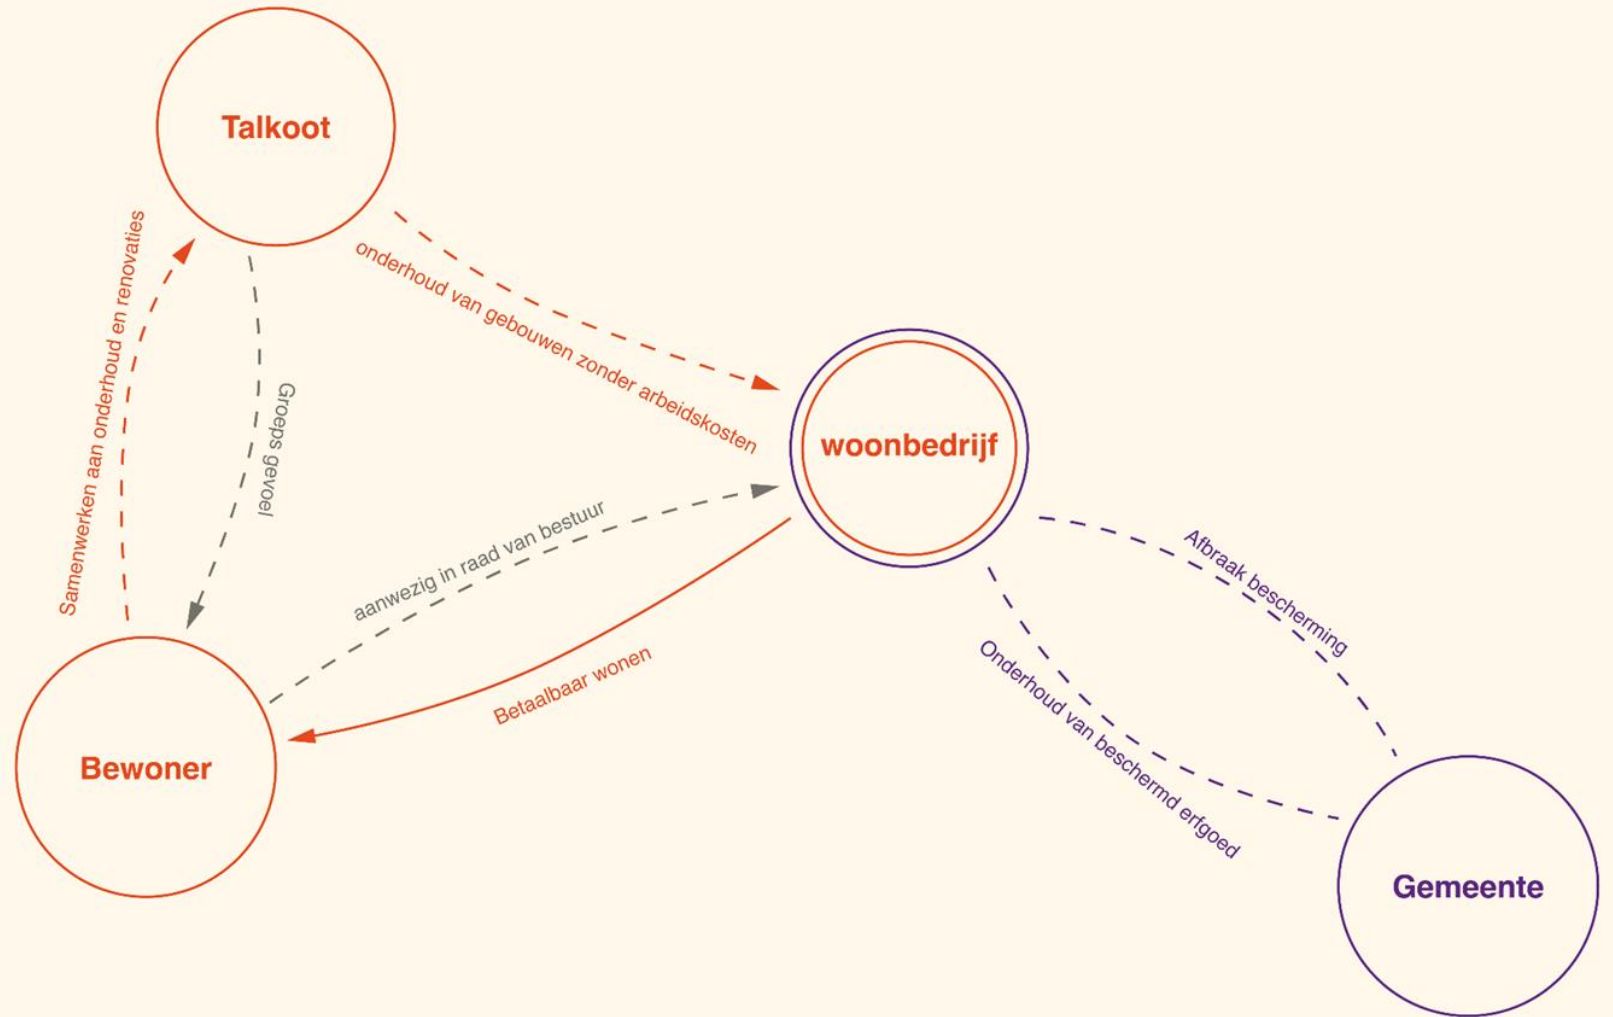 Talkoot
Samenwerken aan onderhoud en renovaties
onderhoud van gebouwen zonder arbeidskosten
Groeps gevoel
woonbedrijf
aanwezig in raad van bestuur
Afbraak bescherming
Betaalbaar wonen
Onderhoud van beschermd erfgoed
Bewoner
Gemeente